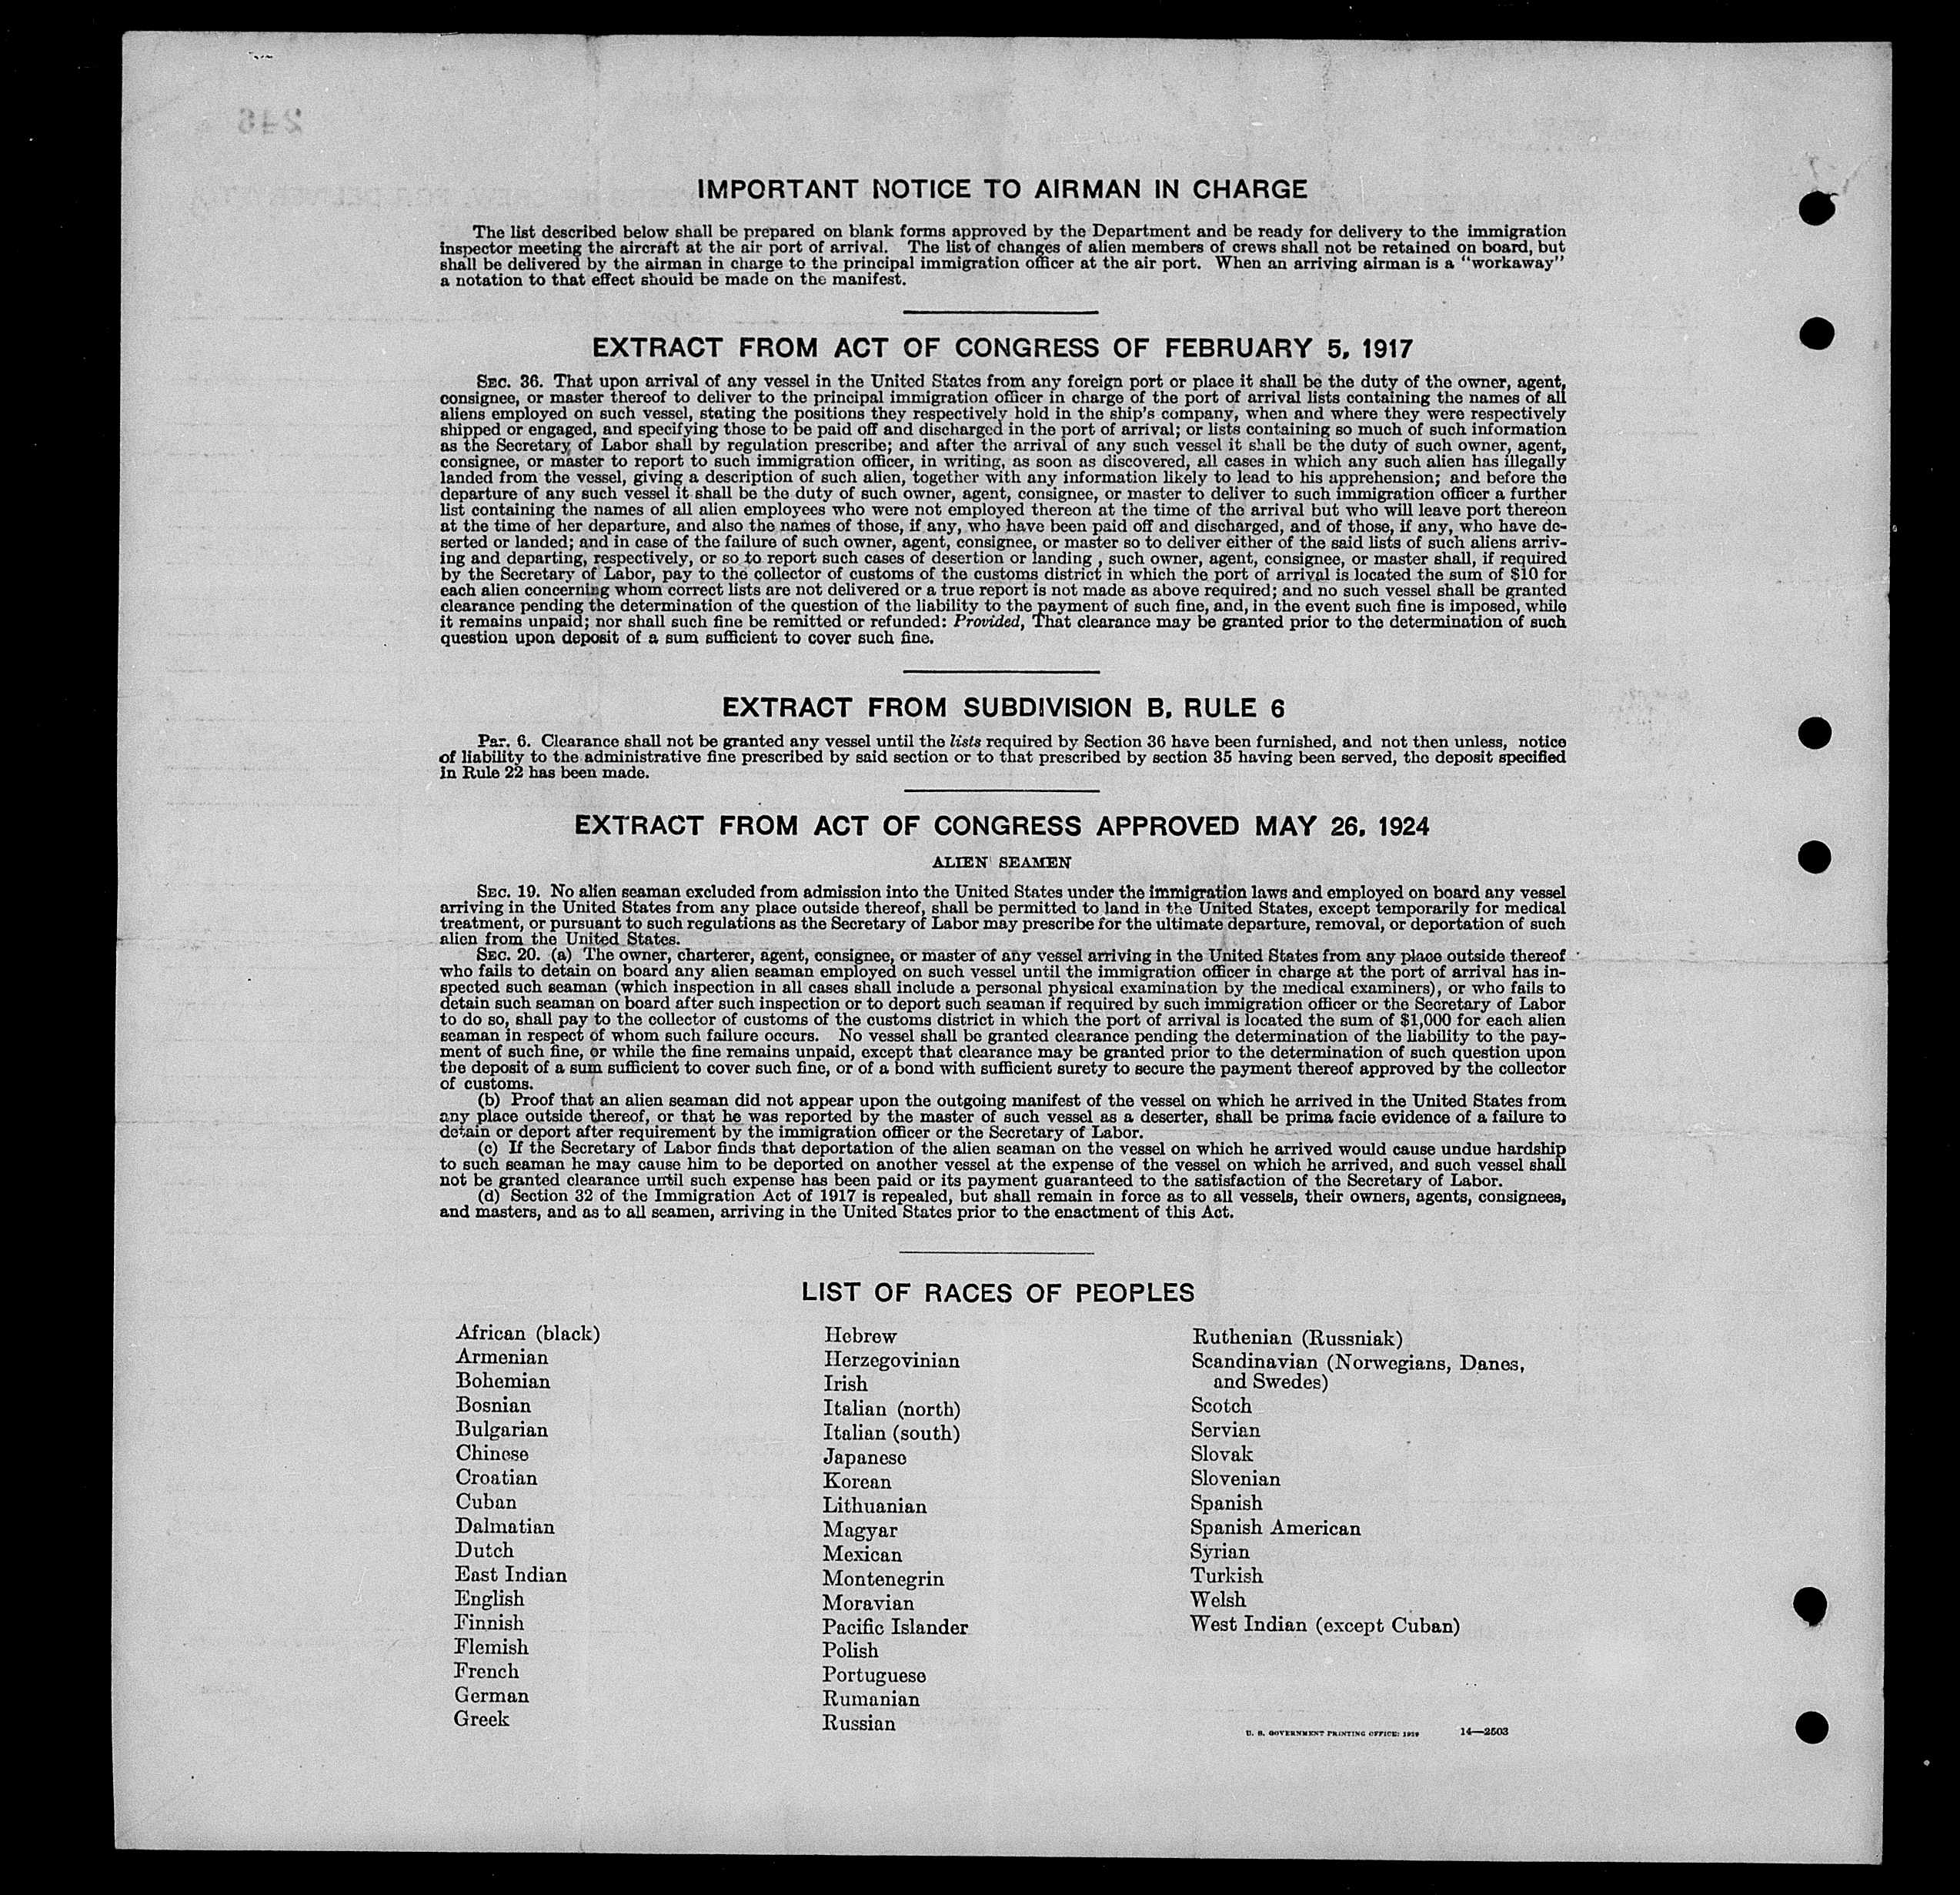 IMPORTANT NOTICE TO AIRMAN IN CHARGE
The list described below shall be prepared on blank forms approved by the Department and be ready for delivery to the immigration
inspector meeting the aircraft at the air port of arrival. The list of changes of alien members of crews shall not be retained on board, but
shall be delivered by the airman in charge to the principal immigration officer at the air port. When an arriving airman is a "workaway"
a notation to that effect should be made on the manifest.
EXTRACT FROM ACT OF CONGRESS OF FEBRUARY 5, 1917
SEC. 36. That upon arrival of any vessel in the United States from any foreign port or place it shall be the duty of the owner, agent,
consignee, or master thereof to deliver to the principal immigration officer in charge of the port of arrival lists containing the names of all
aliens employed on such vessel, stating the positions they respectively hold in the ship's company, when and where they were respectively
shipped or engaged, and specifying those to be paid off and discharged in the port of arrival; or lists containing so much of such information
as the Secretary of Labor shall by regulation prescribe; and after the arrival of any such vessel it shall be the duty of such owner, agent,
consignee, or master to report to such immigration officer, in writing, as soon as discovered, all cases in which any such alien has illegally
landed from the vessel, giving a description of such alien, together with any information likely to lead to his apprehension; and before the
departure of any such vessel it shall be the duty of such owner, agent, consignee, or master to deliver to such immigration officer a further
list containing the names of all alien employees who were not employed thereon at the time of the arrival but who will leave port thereon
at the time of her departure, and also the names of those, if any, who have been paid off and discharged, and of those, if any, who have de-
serted or landed; and in case of the failure of such owner, agent, consignee, or master so to deliver either of the said lists of such aliens arriv-
ing and departing, respectively, or so to report such cases of desertion or landing , such owner, agent, consignee, or master shall, if required
by the Secretary of Labor, pay to the collector of customs of the customs district in which the port of arrival is located the sum of $10 for
each alien concerning whom correct lists are not delivered or a true report is not made as above required; and no such vessel shall be granted
clearance pending the determination of the question of the liability to the payment of such fine, and, in the event such fine is imposed, while
it remains unpaid; nor shall such fine be remitted or refunded: Provided, That clearance may be granted prior to the determination of such
question upon deposit of a sum sufficient to cover such fine.
EXTRACT FROM SUBDIVISION B, RULE 6
Par. 6. Clearance shall not be granted any vessel until the lists required by Section 36 have been furnished, and not then unless, notice
of liability to the administrative fine prescribed by said section or to that prescribed by section 35 having been served, the deposit specified
in Rule 22 has been made.
EXTRACT FROM ACT OF CONGRESS APPROVED MAY 26, 1924
ALIEN SEAMEN
SEC. 19. No alien seaman excluded from admission into the United States under the immigration laws and employed on board any vessel
arriving in the United States from any place outside thereof, shall be permitted to land in the United States, except temporarily for medical
treatment, or pursuant to such regulations as the Secretary of Labor may prescribe for the ultimate departure, removal, or deportation of such
alien from the United States.
SEC. 20. (a) The owner, charterer, agent, consignee, or master of any vessel arriving in the United States from any place outside thereof
who fails to detain on board any alien seaman employed on such vessel until the immigration officer in charge at the port of arrival has in-
spected such seaman (which inspection in all cases shall include a personal physical examination by the medical examiners), or who fails to
detain such seaman on board after such inspection or to deport such seaman if required by such immigration officer or the Secretary of Labor
to do so, shall pay to the collector of customs of the customs district in which the port of arrival is located the sum of $1,000 for each alien
seaman in respect of whom such failure occurs. No vessel shall be granted clearance pending the determination of the liability to the pay-
ment of such fine, or while the fine remains unpaid, except that clearance may be granted prior to the determination of such question upon
the deposit of a sum sufficient to cover such fine, or of a bond with sufficient surety to secure the payment thereof approved by the collector
of customs.
(b) Proof that an alien seaman did not appear upon the outgoing manifest of the vessel on which he arrived in the United States from
any place outside thereof, or that he was reported by the master of such vessel as a deserter, shall be prima facie evidence of a failure to
detain or deport after requirement by the immigration officer or the Secretary of Labor.
(c) If the Secretary of Labor finds that deportation of the alien seaman on the vessel on which he arrived would cause undue hardship
to such seaman he may cause him to be deported on another vessel at the expense of the vessel on which he arrived, and such vessel shall
not be granted clearance until such expense has been paid or its payment guaranteed to the satisfaction of the Secretary of Labor.
(d) Section 32 of the Immigration Act of 1917 is repealed, but shall remain in force as to all vessels, their owners, agents, consignees,
and masters, and as to all seamen, arriving in the United States prior to the enactment of this Act.
LIST OF RACES OF PEOPLES
African (black)
Armenian
Bohemian
Bosnian
Bulgarian
Chinese
Croatian
Cuban
Dalmatian
Dutch
East Indian
English
Finnish
Flemish
French
German
Greek
Hebrew
Herzegovinian
Irish
Italian (north)
Italian (south)
Japanese
Korean
Lithuanian
Magyar
Mexican
Montenegrin
Moravian
Pacific Islander
Polish
Portuguese
Rumanian
Russian
Ruthenian (Russniak)
Scandinavian (Norwegians, Danes,
and Swedes)
Scotch
Servian
Slovak
Slovenian
Spanish
Spanish American
Syrian
Turkish
Welsh
West Indian (except Cuban)
U. S. GOVERNMENT PRINTING OFFICE: 1929 14—2503